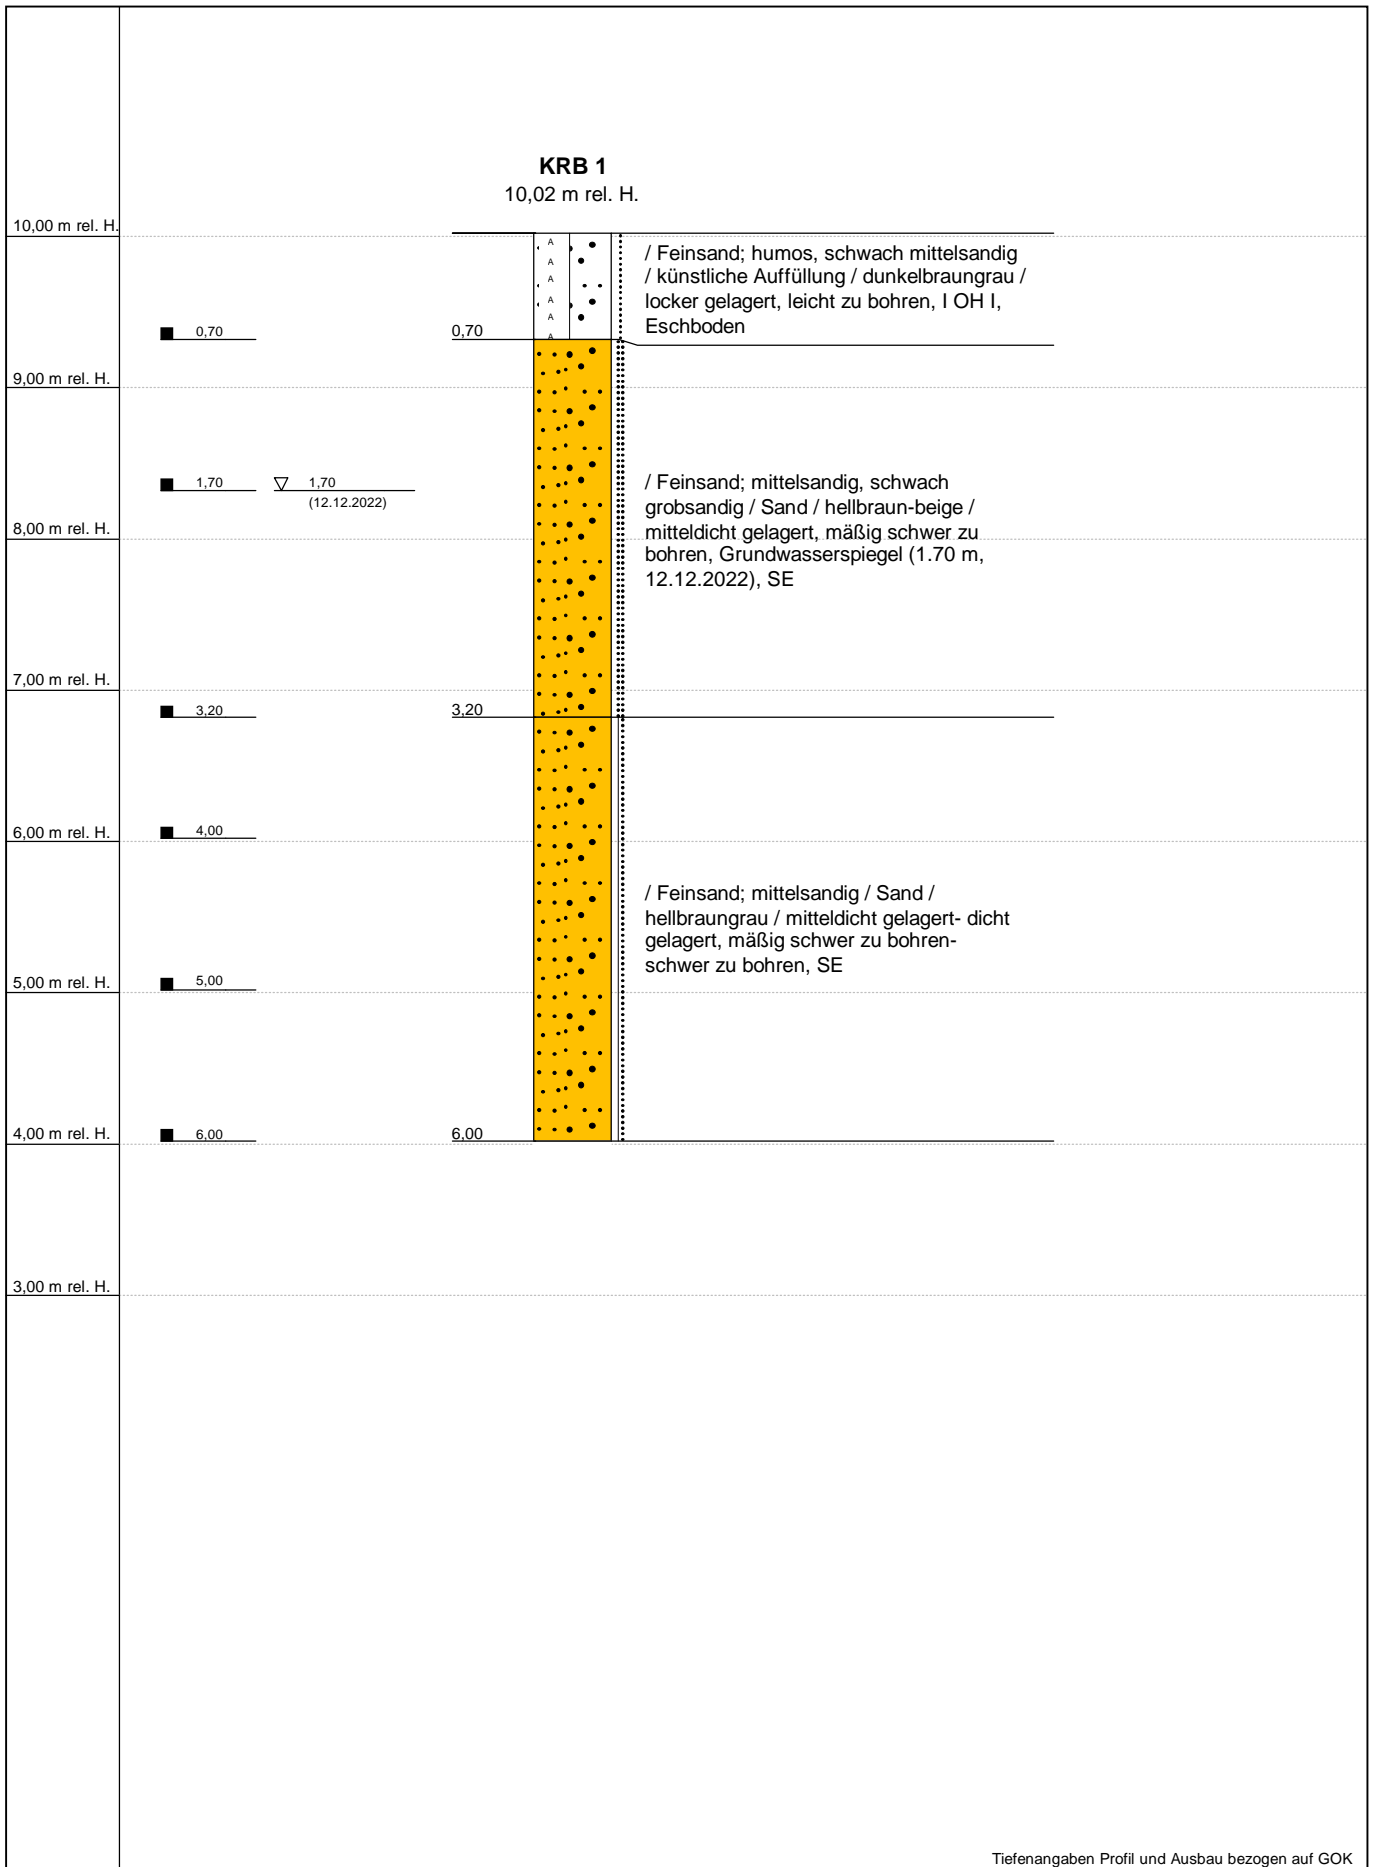 KRB 1
10,02 m rel. H.
10,00 m rel. H.
A
A
A
A
A
A
/ Feinsand; humos, schwach mittelsandig
/ künstliche Auffüllung / dunkelbraungrau /
locker gelagert, leicht zu bohren, I OH I,
Eschboden
0,70
0,70
9,00 m rel. H.
1,70
1,70
(12.12.2022)
/ Feinsand; mittelsandig, schwach
grobsandig / Sand / hellbraun-beige /
mitteldicht gelagert, mäßig schwer zu
bohren, Grundwasserspiegel (1.70 m,
12.12.2022), SE
8,00 m rel. H.
7,00 m rel. H.
3,20
3,20
6,00 m rel. H.
4,00
/ Feinsand; mittelsandig / Sand /
hellbraungrau / mitteldicht gelagert- dicht
gelagert, mäßig schwer zu bohren-
schwer zu bohren, SE
5,00 m rel. H.
5,00
4,00 m rel. H.
6,00
6,00
3,00 m rel. H.
Tiefenangaben Profil und Ausbau bezogen auf GOK